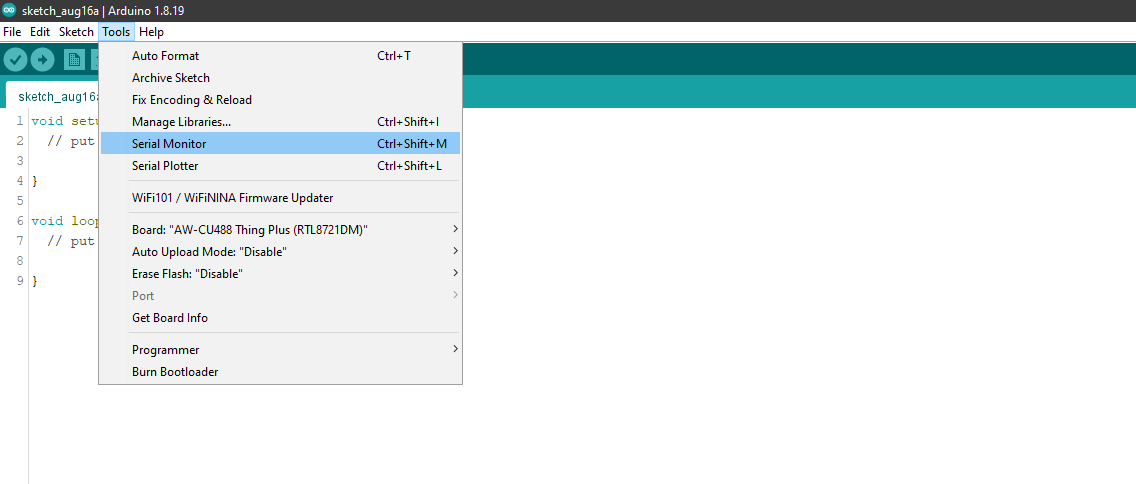 sketch_aug16a | Arduino 1.8.19
File Edit Sketch Tools Help
Auto Format Ctrl+T
Archive Sketch
Fix Encoding & Reload
Manage Libraries... Ctrl+Shift+I
Serial Monitor Ctrl+Shift+M
Serial Plotter Ctrl+Shift+L
WiFi101 / WiFiNINA Firmware Updater
Board: "AW-CU488 Thing Plus (RTL8721DM)"
Auto Upload Mode: "Disable"
Erase Flash: "Disable"
Port
Get Board Info
Programmer
Burn Bootloader
sketch_aug16a
1 void setu
2 // put
3
4 }
5
6 void loop
7 // put
8
9 }